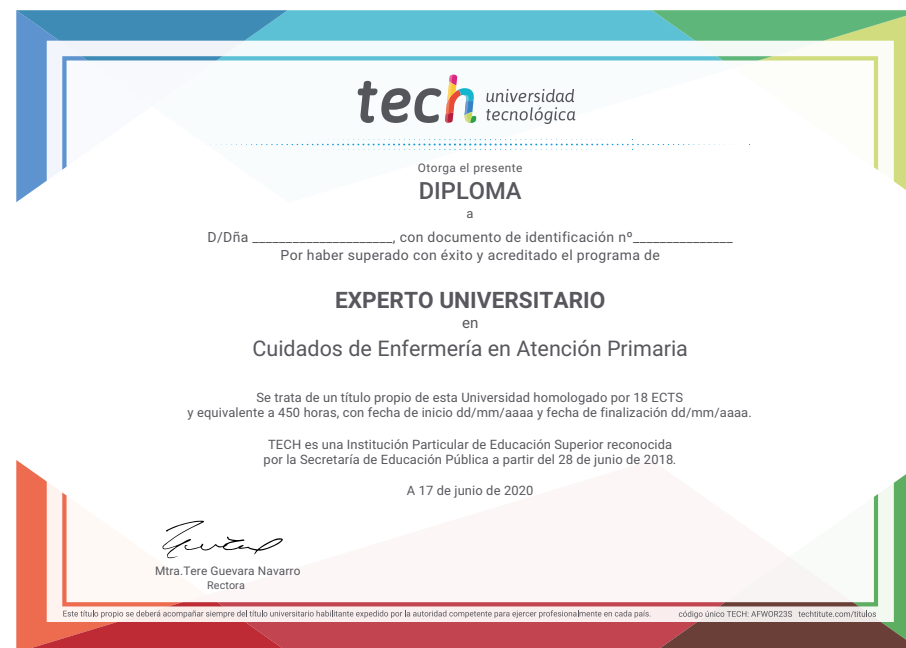 tech universidad
tecnológica
Otorga el presente
DIPLOMA
a
D/Dña ______________________, con documento de identificación nº_______________
Por haber superado con éxito y acreditado el programa de
EXPERTO UNIVERSITARIO
en
Cuidados de Enfermería en Atención Primaria
Se trata de un título propio de esta Universidad homologado por 18 ECTS
y equivalente a 450 horas, con fecha de inicio dd/mm/aaaa y fecha de finalización dd/mm/aaaa.
TECH es una Institución Particular de Educación Superior reconocida
por la Secretaría de Educación Pública a partir del 28 de junio de 2018.
A 17 de junio de 2020
Mtra.Tere Guevara Navarro
Rectora
Este título propio se deberá acompañar siempre del título universitario habilitante expedido por la autoridad competente para ejercer profesionalmente en cada país. código único TECH: AFWOR23S techtitute.com/titulos